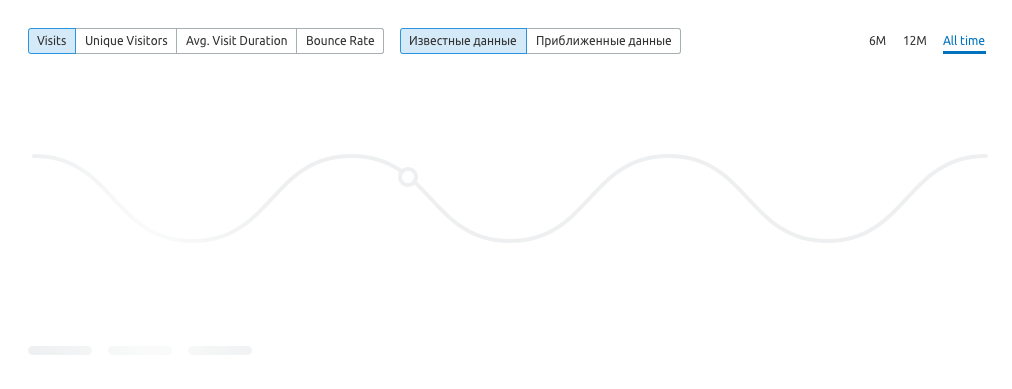 Visits Unique Visitors Avg. Visit Duration Bounce Rate Известные данные Приближенные данные 6M 12M All time